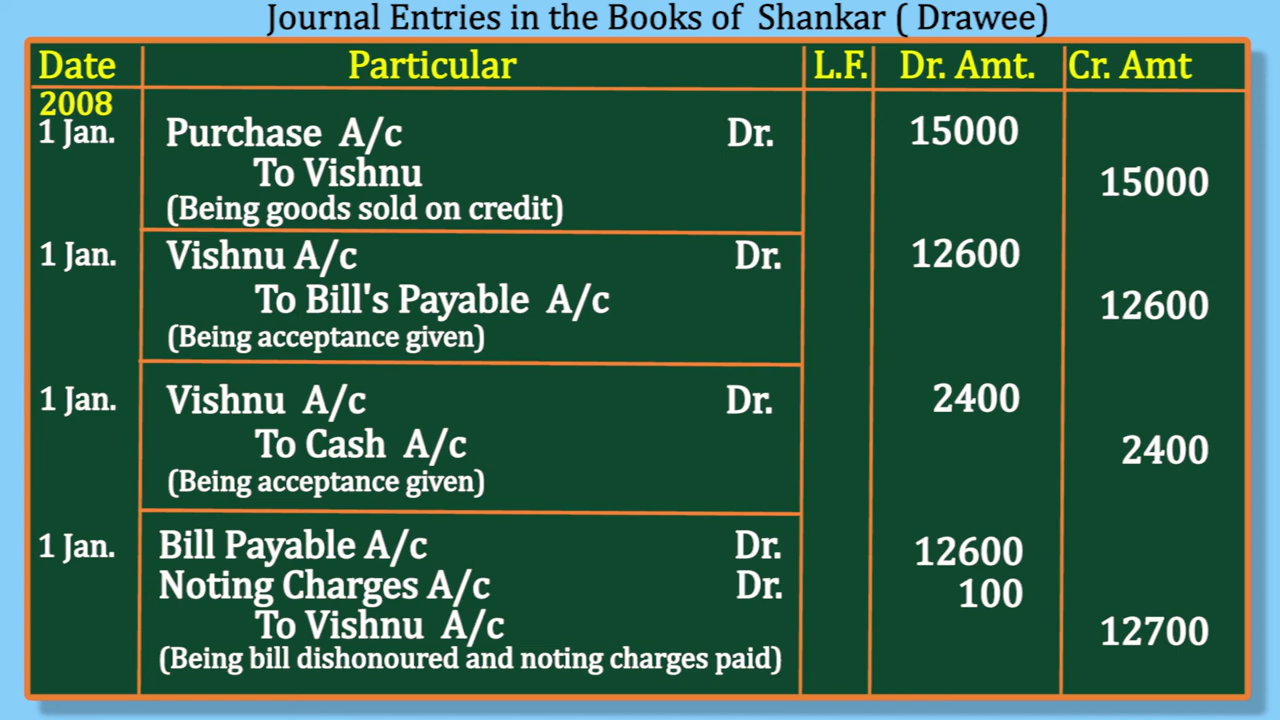 Journal Entries in the Books of Shankar ( Drawee)
Date Particular L.F. Dr. Amt. Cr. Amt
2008
1 Jan. Purchase A/c Dr. 15000
To Vishnu 15000
(Being goods sold on credit)
1 Jan. Vishnu A/c Dr. 12600
To Bill's Payable A/c 12600
(Being acceptance given)
1 Jan. Vishnu A/c Dr. 2400
To Cash A/c 2400
(Being acceptance given)
1 Jan. Bill Payable A/c Dr. 12600
Noting Charges A/c Dr. 100
To Vishnu A/c 12700
(Being bill dishonoured and noting charges paid)